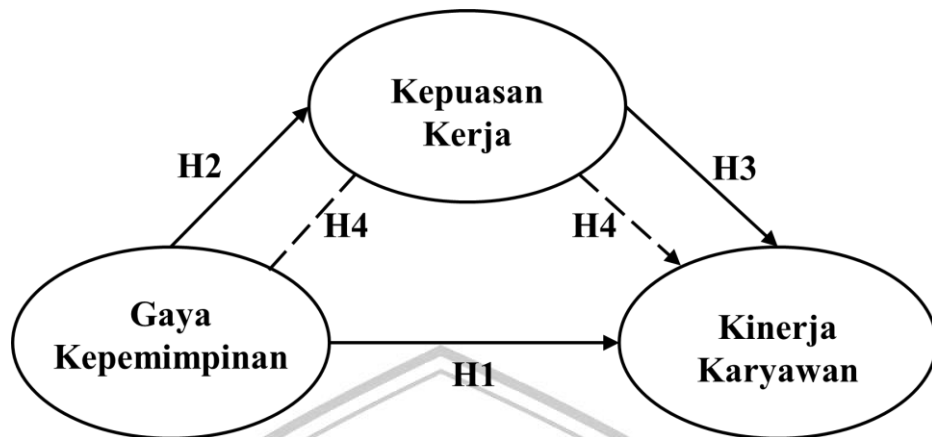 Kepuasan
Kerja
H2
H3
H4
H4
Gaya
Kepemimpinan
Kinerja
Karyawan
H1